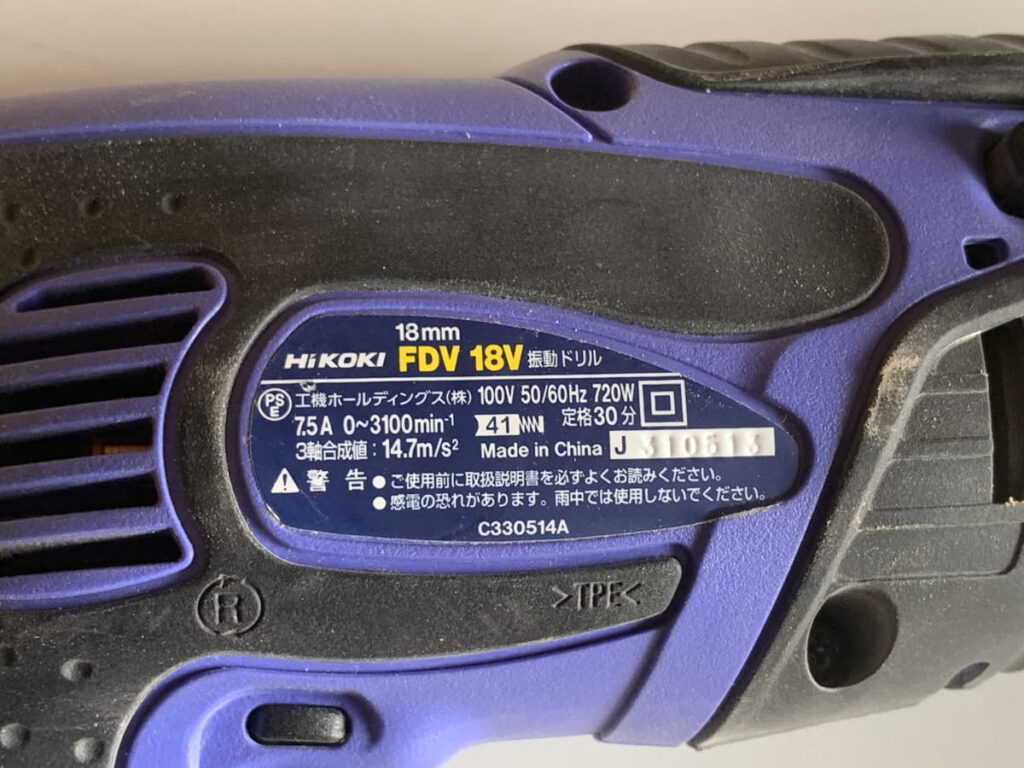 18mm
HiKOKI FDV 18V 振動ドリル
PSE 工機ホールディングス(株) 100V 50/60Hz 720W
7.5A 0~3100min-1 41 定格30分
3軸合成値:14.7m/s² Made in China J 310513
警告 ●ご使用前に取扱説明書を必ずよくお読みください。
●感電の恐れがあります。雨中では使用しないでください。
C330514A
R
>TPE<